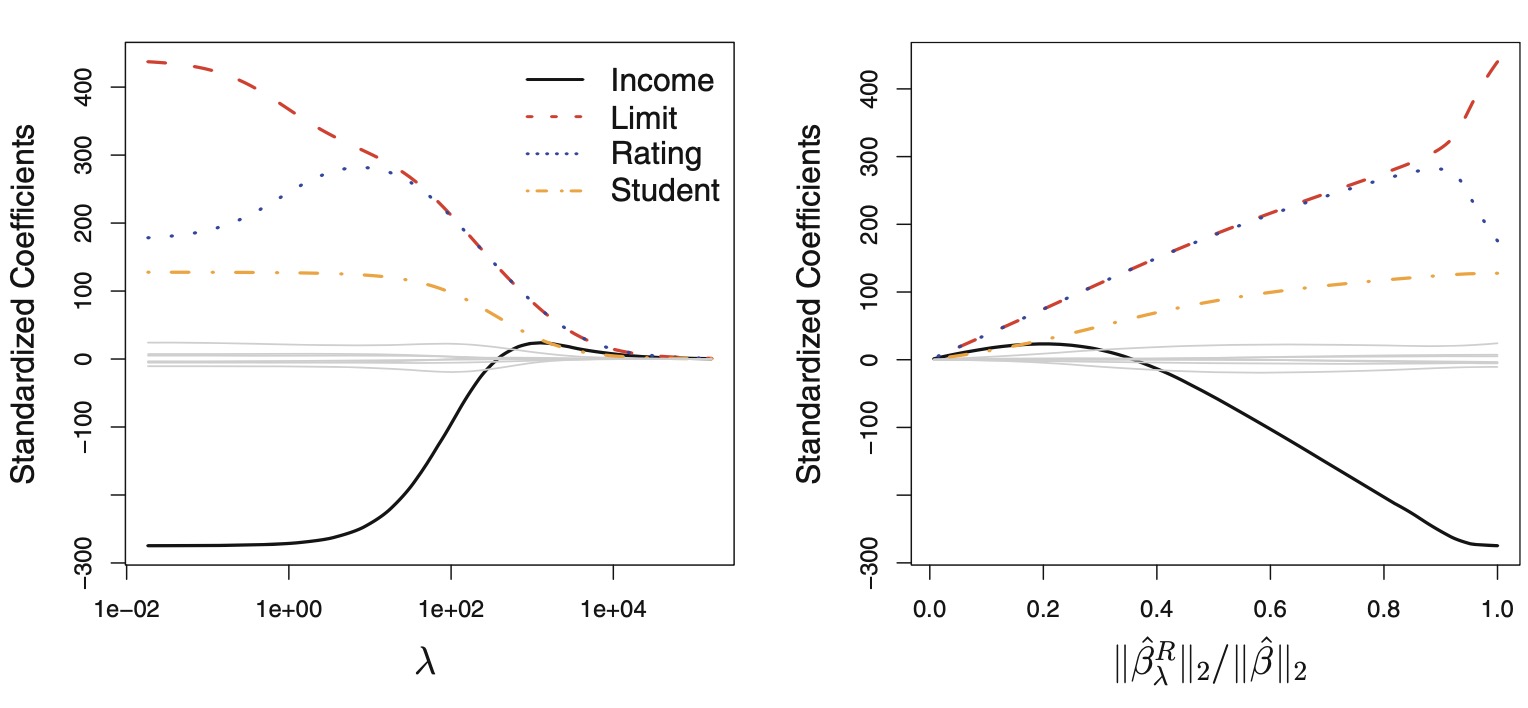 Standardized Coefficients
400
300
200
100
0
−100
−300
1e−02
1e+00
1e+02
1e+04
λ
Income
Limit
Rating
Student
Standardized Coefficients
400
300
200
100
0
−100
−300
0.0
0.2
0.4
0.6
0.8
1.0
‖β̂λᴿ‖₂/‖β̂‖₂